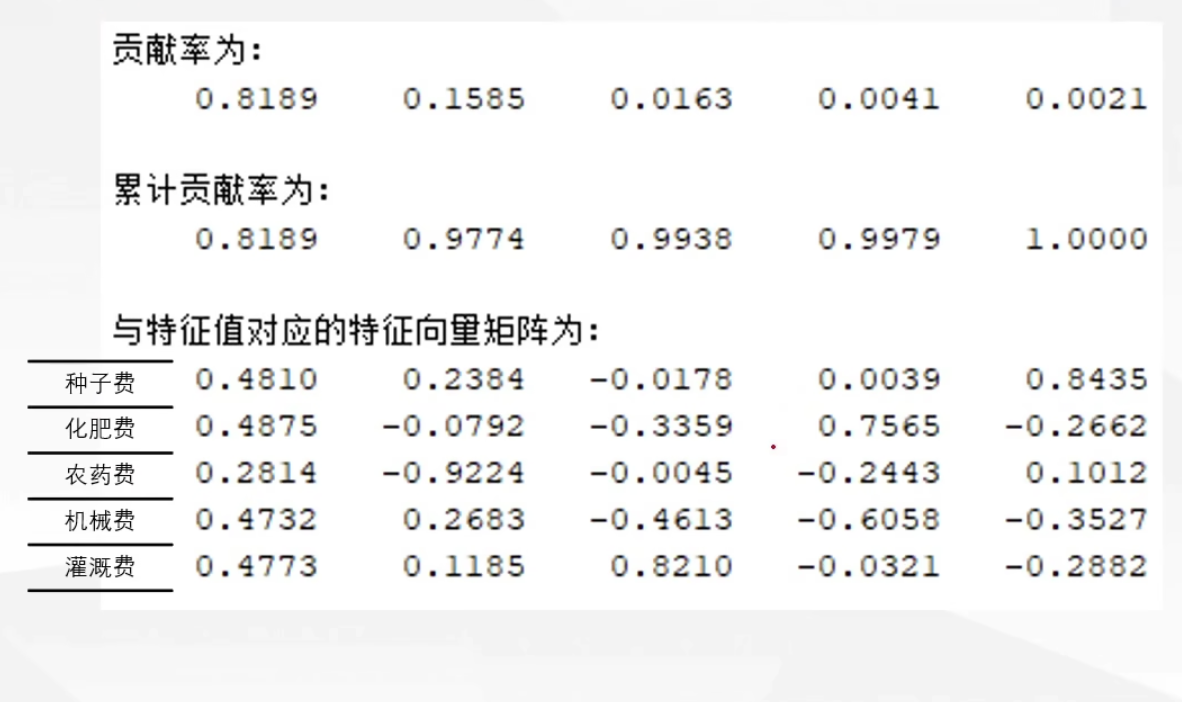 贡献率为:
0.8189 0.1585 0.0163 0.0041 0.0021
累计贡献率为:
0.8189 0.9774 0.9938 0.9979 1.0000
与特征值对应的特征向量矩阵为:
种子费 0.4810 0.2384 -0.0178 0.0039 0.8435
化肥费 0.4875 -0.0792 -0.3359 0.7565 -0.2662
农药费 0.2814 -0.9224 -0.0045 -0.2443 0.1012
机械费 0.4732 0.2683 -0.4613 -0.6058 -0.3527
灌溉费 0.4773 0.1185 0.8210 -0.0321 -0.2882